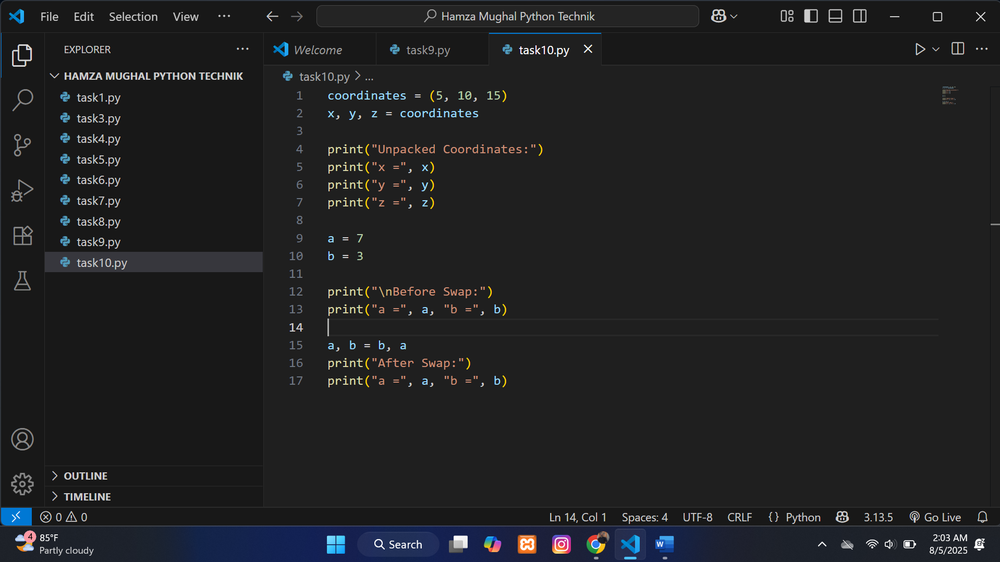 File Edit Selection View ...
Hamza Mughal Python Technik
EXPLORER
HAMZA MUGHAL PYTHON TECHNIK
task1.py
task3.py
task4.py
task5.py
task6.py
task7.py
task8.py
task9.py
task10.py
OUTLINE
TIMELINE
Welcome task9.py task10.py
task10.py > ...
1 coordinates = (5, 10, 15)
2 x, y, z = coordinates
3
4 print("Unpacked Coordinates:")
5 print("x =", x)
6 print("y =", y)
7 print("z =", z)
8
9 a = 7
10 b = 3
11
12 print("\nBefore Swap:")
13 print("a =", a, "b =", b)
14
15 a, b = b, a
16 print("After Swap:")
17 print("a =", a, "b =", b)
0 0 Ln 14, Col 1 Spaces: 4 UTF-8 CRLF {} Python 3.13.5 Go Live
4 85°F
Partly cloudy
Search
W
2:03 AM
8/5/2025